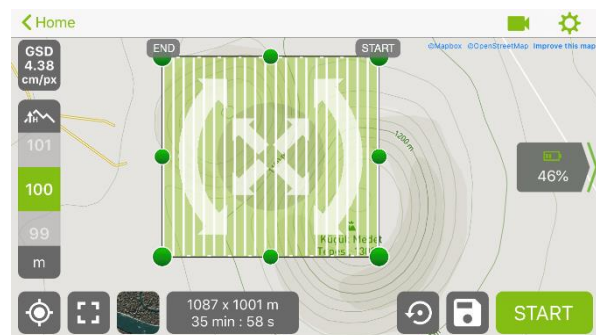 Home
GSD
4.38
cm/px
END
START
©Mapbox ©OpenStreetMap Improve this map
101
100
99
m
1200 m
46%
Küçük Medet
1087 x 1001 m
35 min : 58 s
START